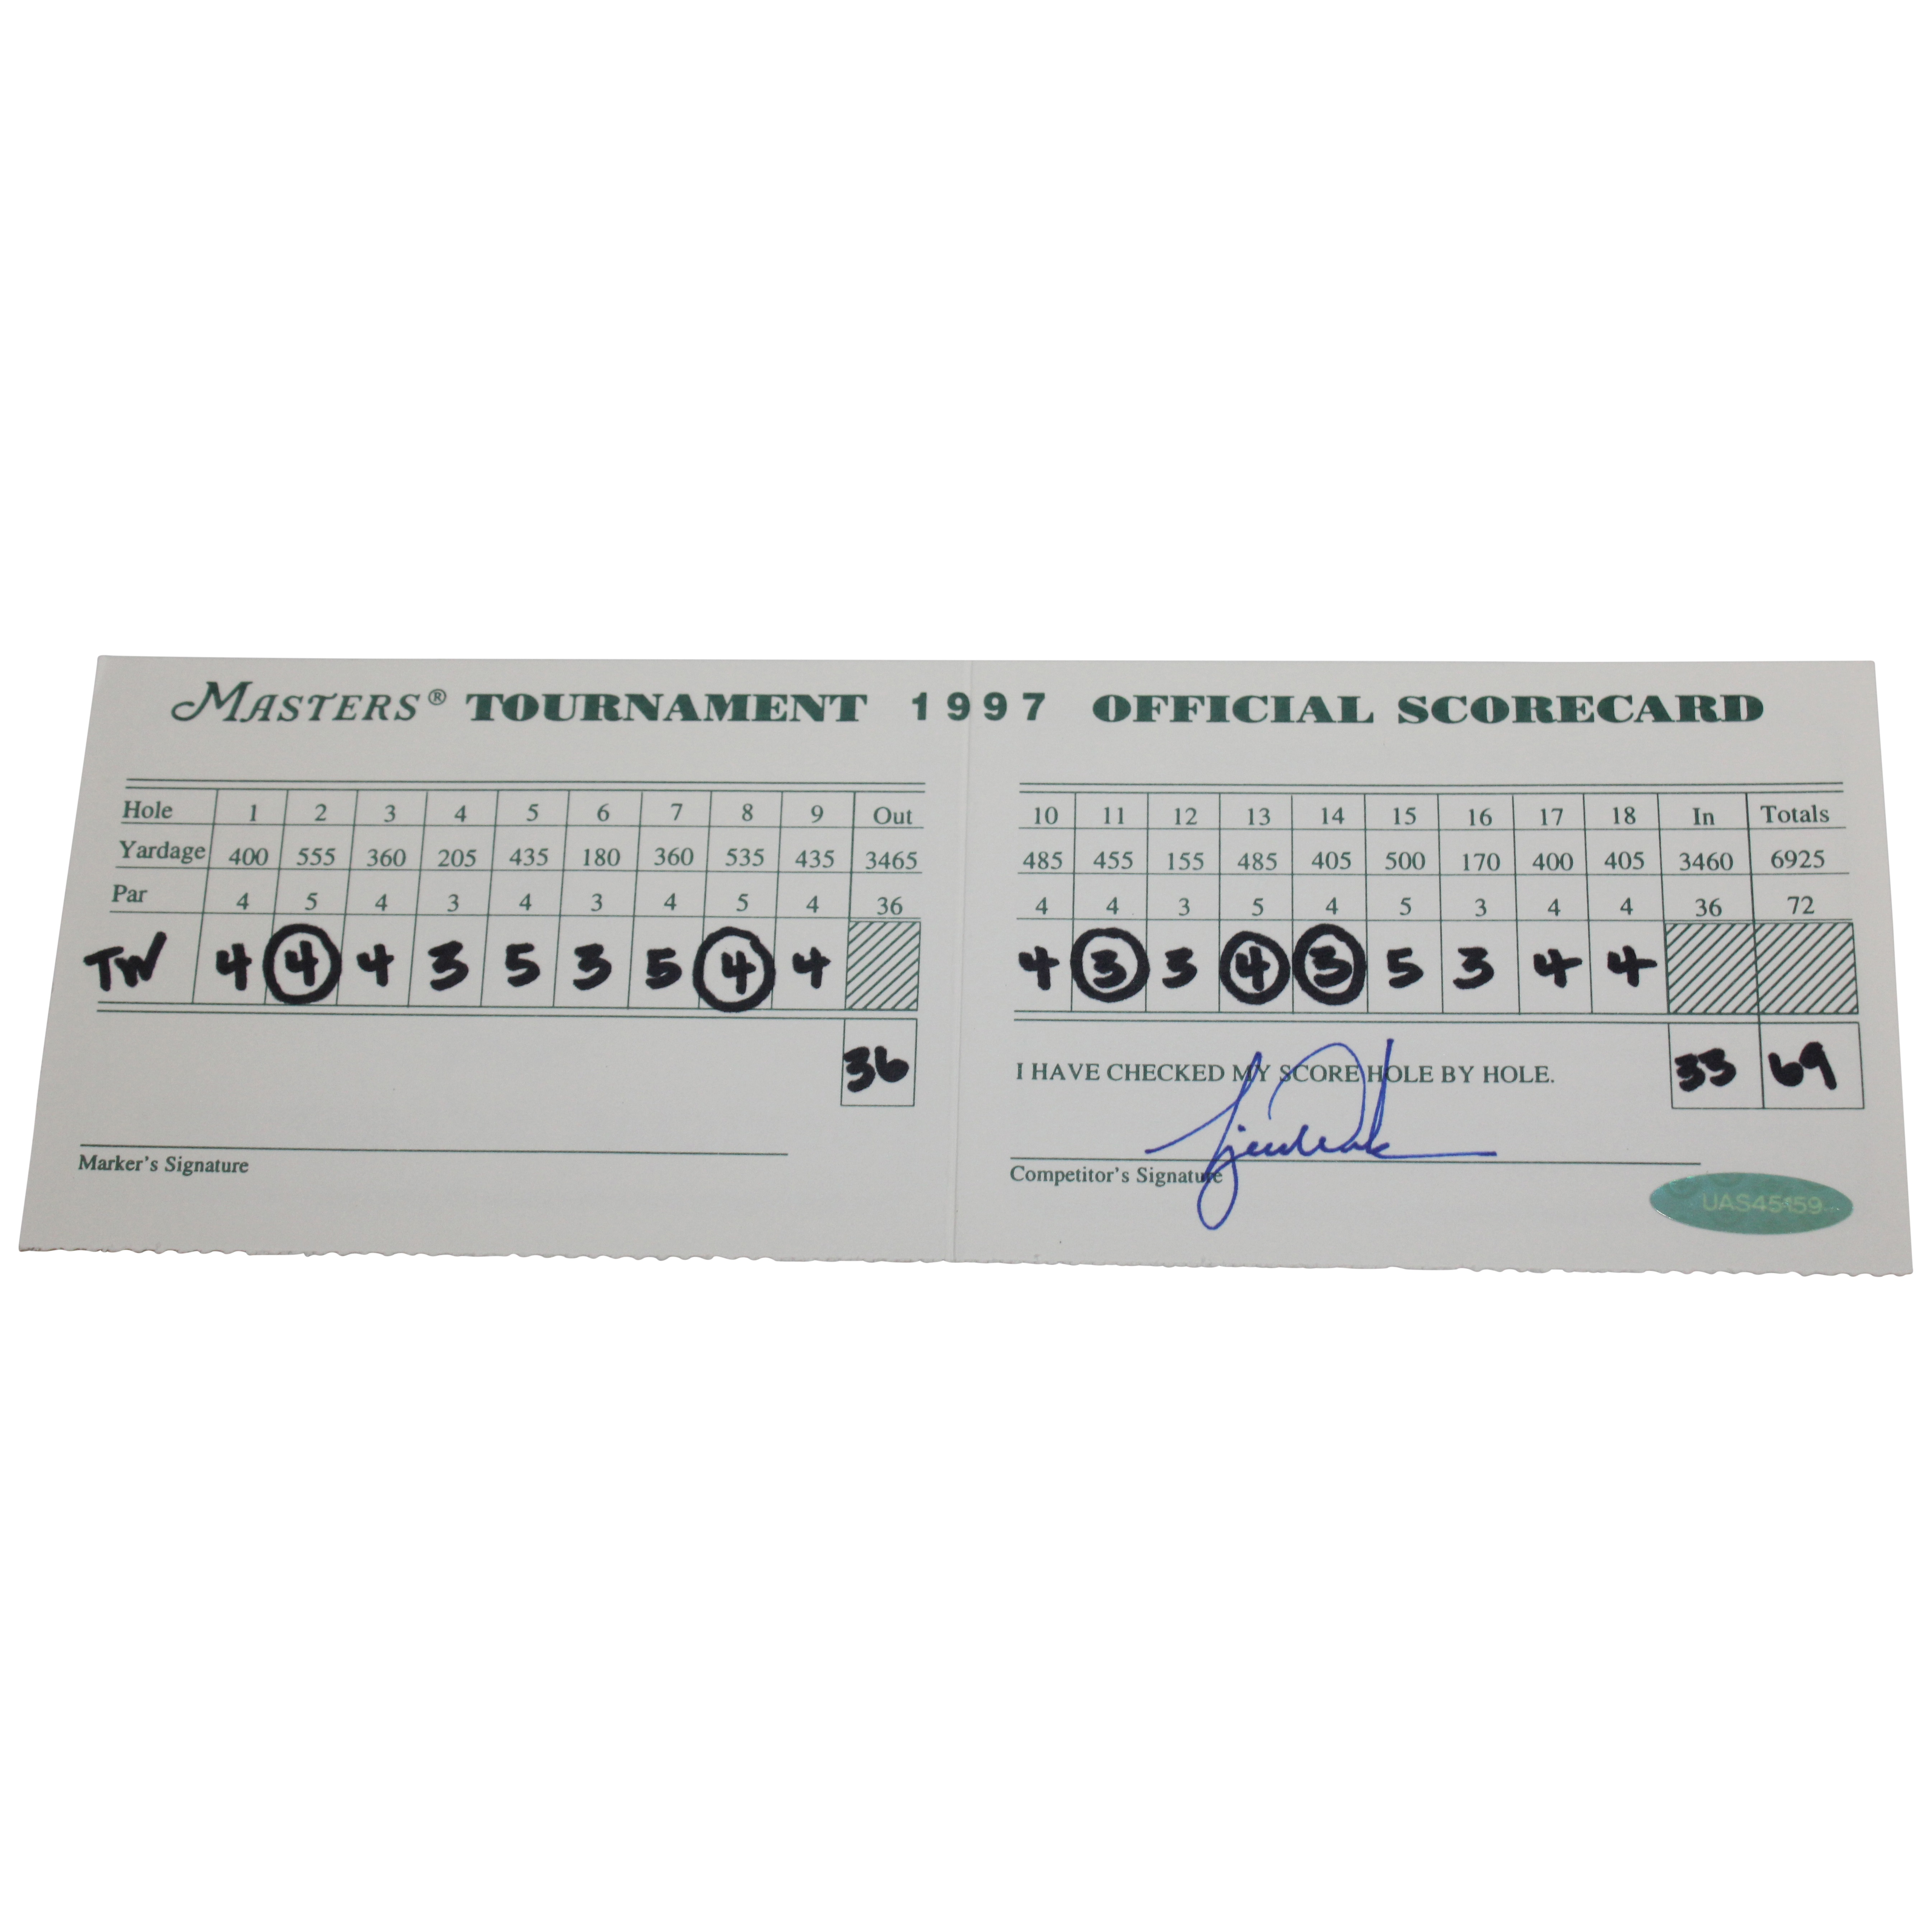 MASTERS® TOURNAMENT 1997 OFFICIAL SCORECARD
Hole 1 2 3 4 5 6 7 8 9 Out 10 11 12 13 14 15 16 17 18 In Totals
Yardage 400 555 360 205 435 180 360 535 435 3465 485 455 155 485 405 500 170 400 405 3460 6925
Par 4 5 4 3 4 3 4 5 4 36 4 4 3 5 4 5 3 4 4 36 72
TW 4 4 4 3 5 3 5 4 4 4 3 3 4 3 5 3 4 4
36 I HAVE CHECKED MY SCORE HOLE BY HOLE. 33 69
Marker's Signature
Competitor's Signature